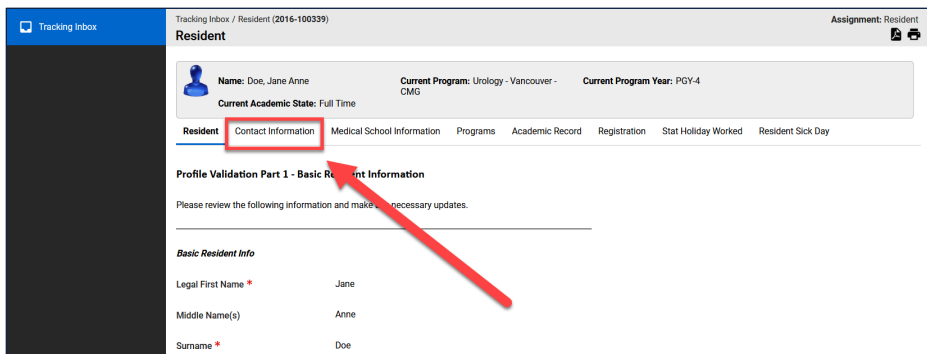 Tracking Inbox
Tracking Inbox / Resident (2016-100339)
Assignment: Resident
Resident
Name: Doe, Jane Anne
Current Program: Urology - Vancouver - CMG
Current Program Year: PGY-4
Current Academic State: Full Time
Resident Contact Information Medical School Information Programs Academic Record Registration Stat Holiday Worked Resident Sick Day
Profile Validation Part 1 - Basic Resident Information
Please review the following information and make necessary updates.
Basic Resident Info
Legal First Name * Jane
Middle Name(s) Anne
Surname * Doe